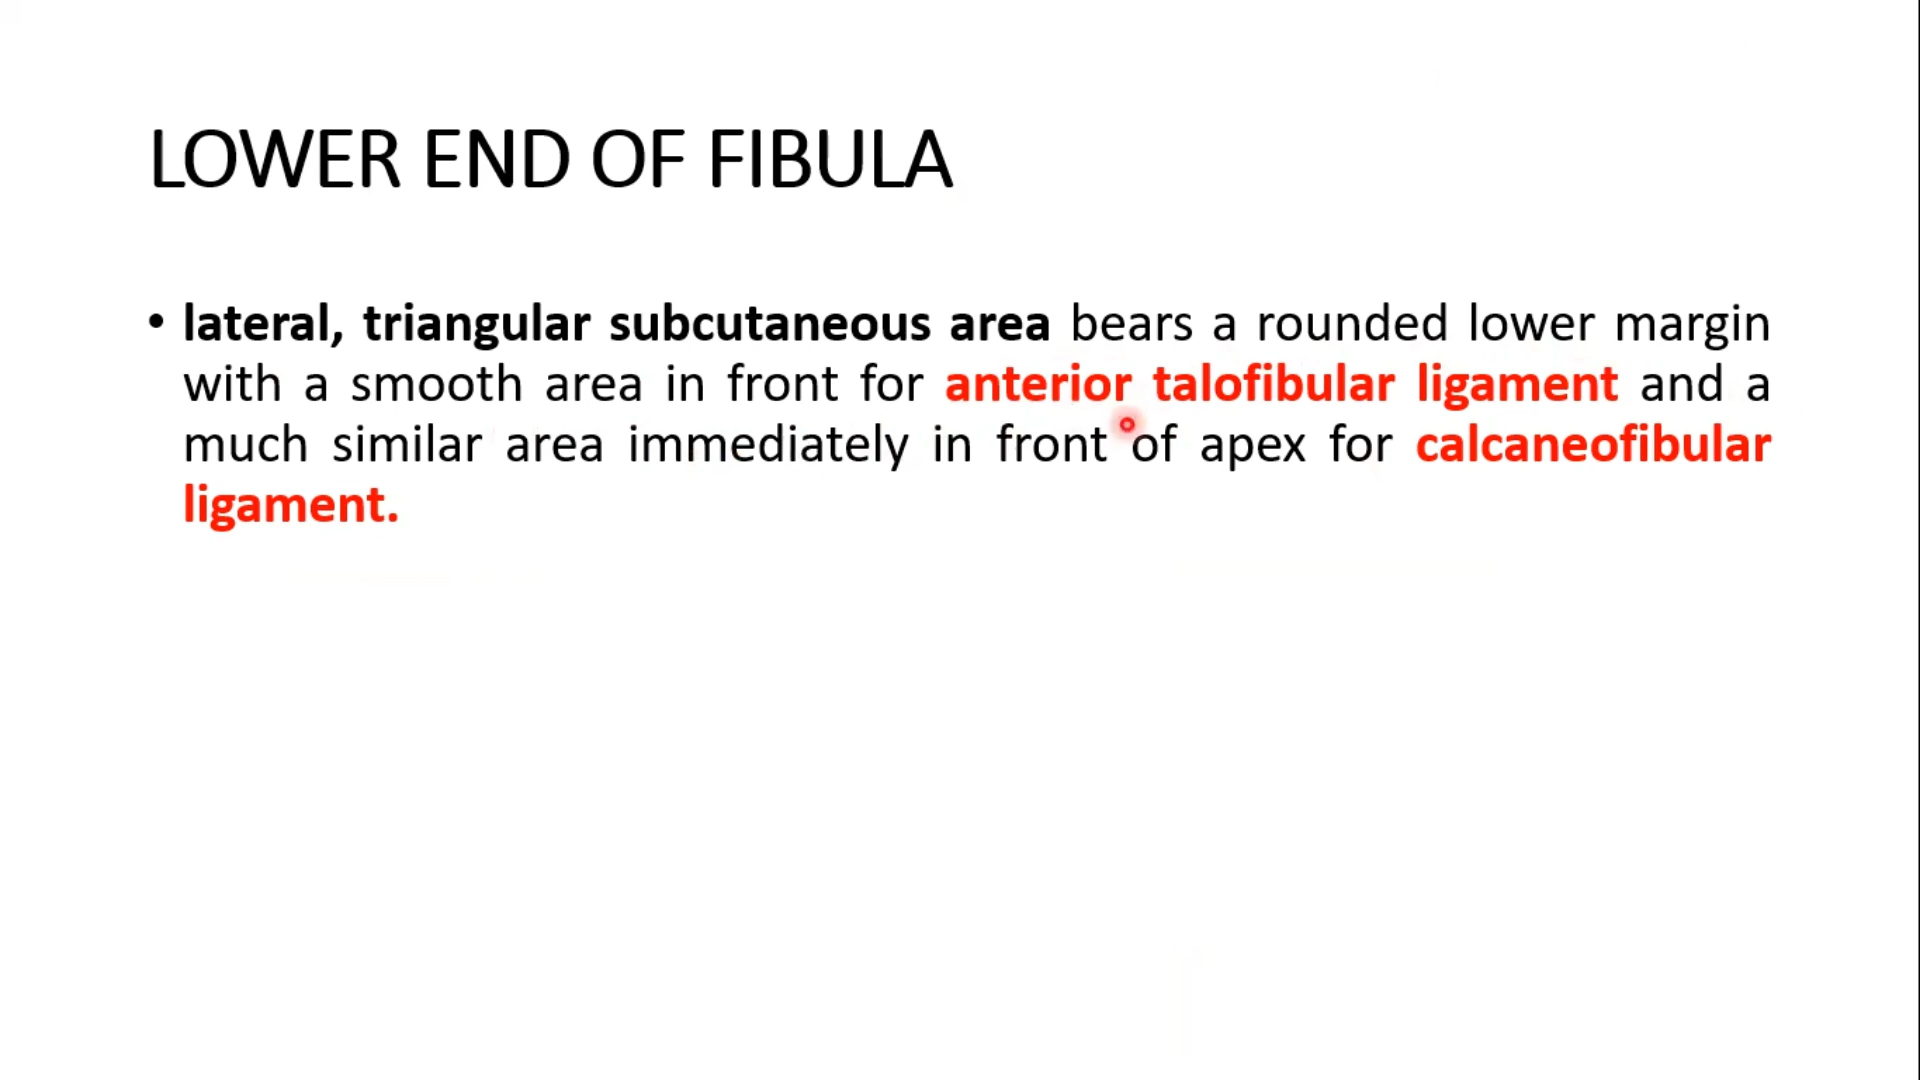 LOWER END OF FIBULA
• lateral, triangular subcutaneous area bears a rounded lower margin
with a smooth area in front for anterior talofibular ligament and a
much similar area immediately in front of apex for calcaneofibular
ligament.